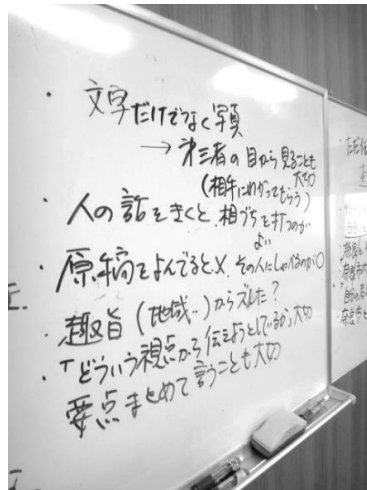 ・文字だけでなく写真
→ 第三者の目から見ることも
大切
(相手にわかってもらう)
・人の話をきくと、相づちを打つのが
よい
・原稿をよんでると×、その人にしゃべるのが○
・趣旨(地域..)からズレた?
・「どういう視点から伝えようとしているか」大切
・要点まとめて言うことも大切